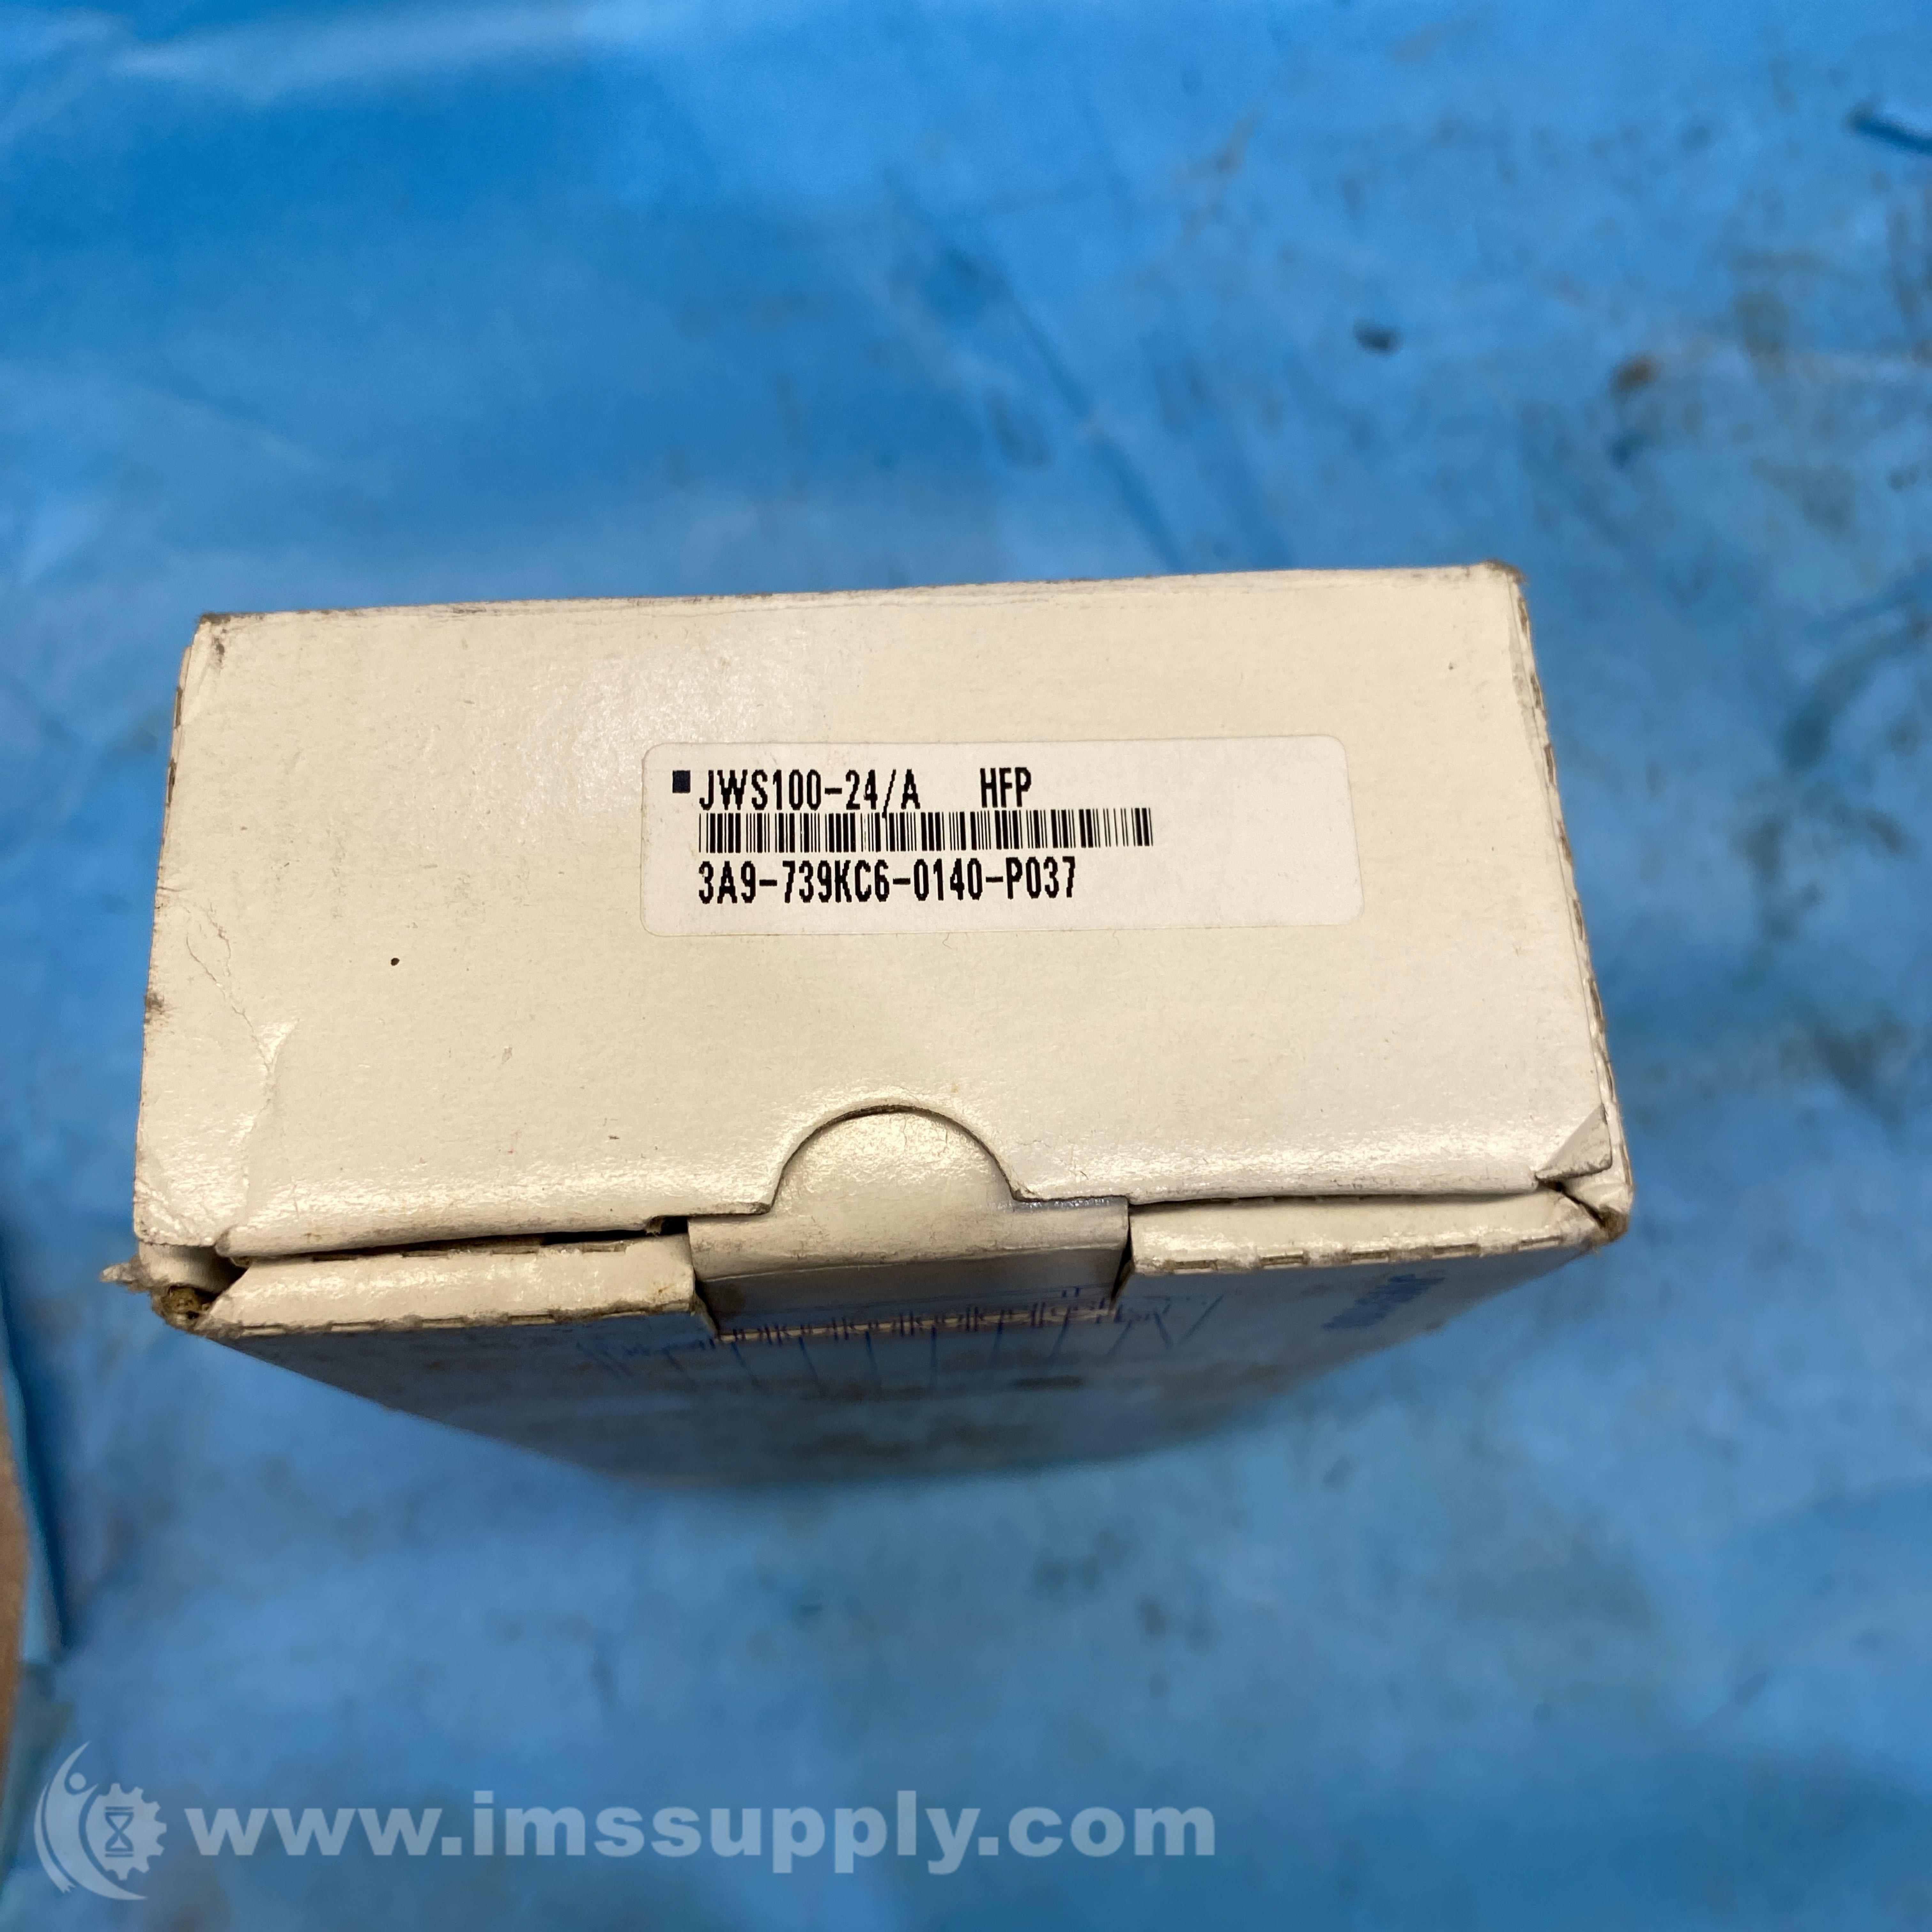 JWS100-24/A HFP
3A9-739KC6-0140-P037
www.imssupply.com